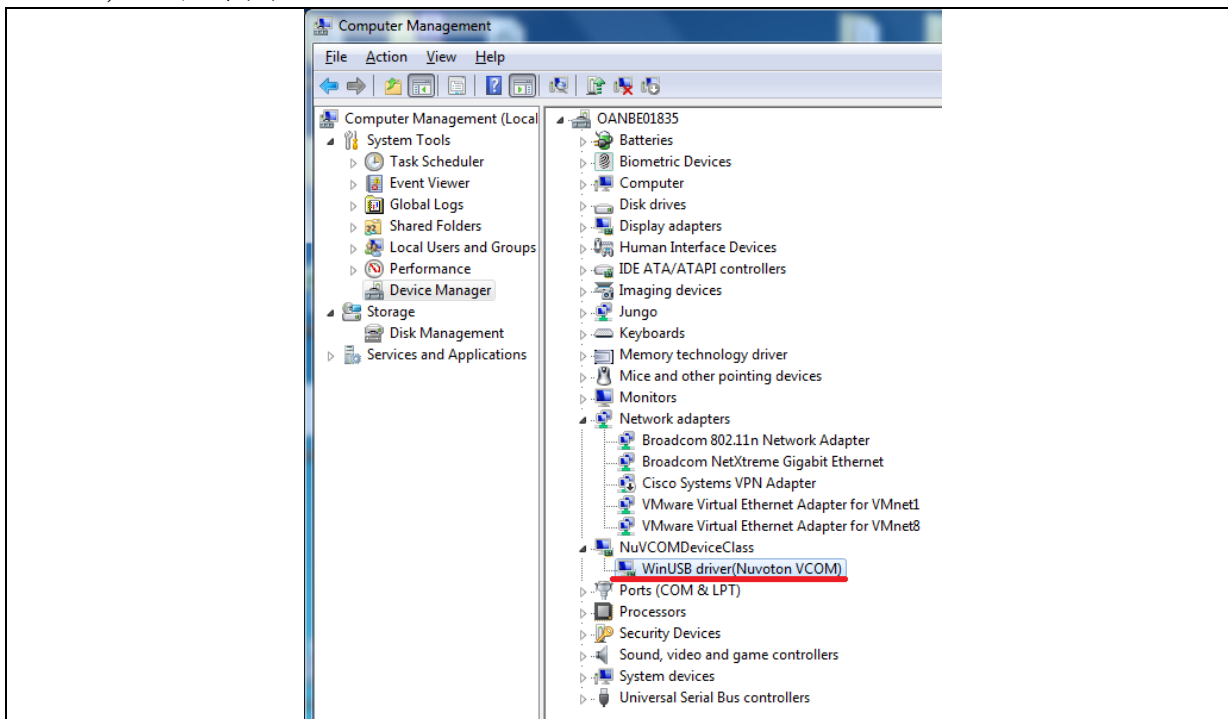 Computer Management
File Action View Help
Computer Management (Local
System Tools
Task Scheduler
Event Viewer
Global Logs
Shared Folders
Local Users and Groups
Performance
Device Manager
Storage
Disk Management
Services and Applications
OANBE01835
Batteries
Biometric Devices
Computer
Disk drives
Display adapters
Human Interface Devices
IDE ATA/ATAPI controllers
Imaging devices
Jungo
Keyboards
Memory technology driver
Mice and other pointing devices
Monitors
Network adapters
Broadcom 802.11n Network Adapter
Broadcom NetXtreme Gigabit Ethernet
Cisco Systems VPN Adapter
VMware Virtual Ethernet Adapter for VMnet1
VMware Virtual Ethernet Adapter for VMnet8
NuVCOMDeviceClass
WinUSB driver(Nuvoton VCOM)
Ports (COM & LPT)
Processors
Security Devices
Sound, video and game controllers
System devices
Universal Serial Bus controllers